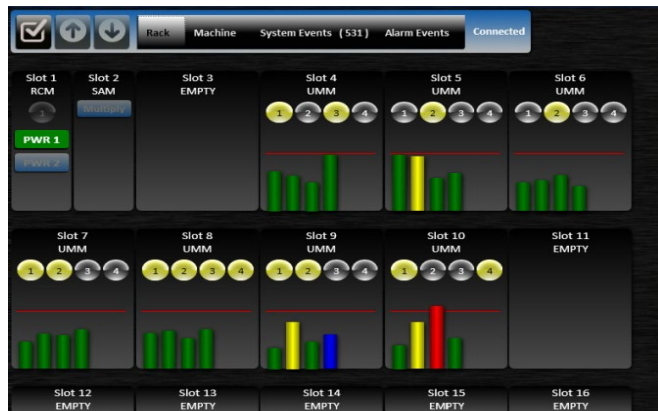 Rack Machine System Events (531) Alarm Events Connected
Slot 1 Slot 2 Slot 3 Slot 4 Slot 5 Slot 6
RCM SAM EMPTY UMM UMM UMM
1 Multiply 1 2 3 4 1 2 3 4 1 2 3 4
PWR 1
PWR 2
Slot 7 Slot 8 Slot 9 Slot 10 Slot 11
UMM UMM UMM UMM EMPTY
1 2 3 4 1 2 3 4 1 2 3 4 1 2 3 4
Slot 12 Slot 13 Slot 14 Slot 15 Slot 16
EMPTY EMPTY EMPTY EMPTY EMPTY